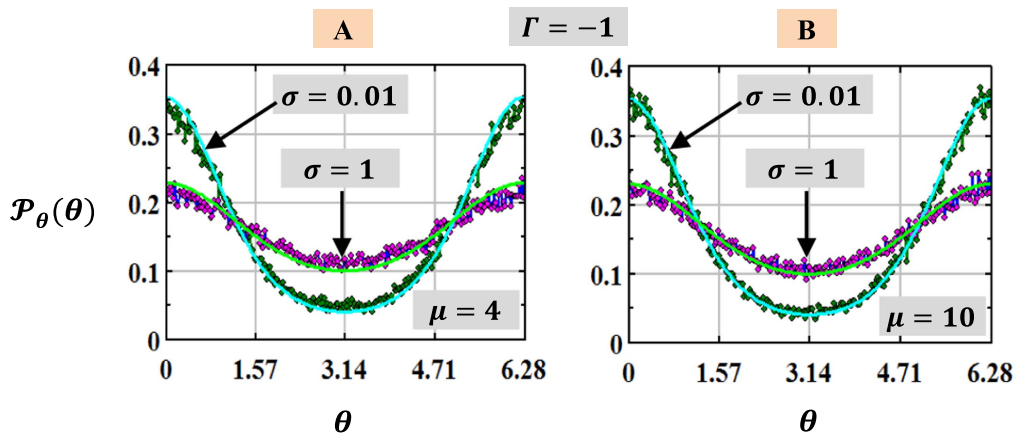 A
Γ = −1
B
0.4
0.3
0.2
0.1
0
σ = 0.01
σ = 1
μ = 4
0 1.57 3.14 4.71 6.28
θ
𝒫θ(θ)
0.4
0.3
0.2
0.1
0
σ = 0.01
σ = 1
μ = 10
0 1.57 3.14 4.71 6.28
θ